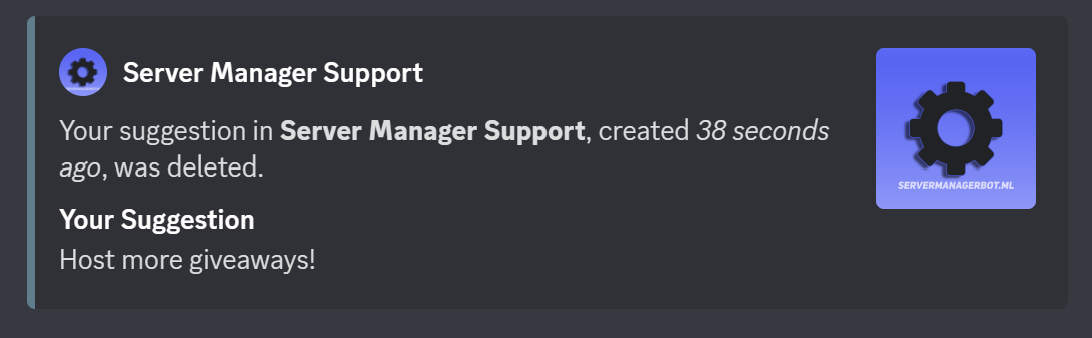 Server Manager Support
Your suggestion in Server Manager Support, created 38 seconds
ago, was deleted.
Your Suggestion
Host more giveaways!
SERVERMANAGERBOT.ML